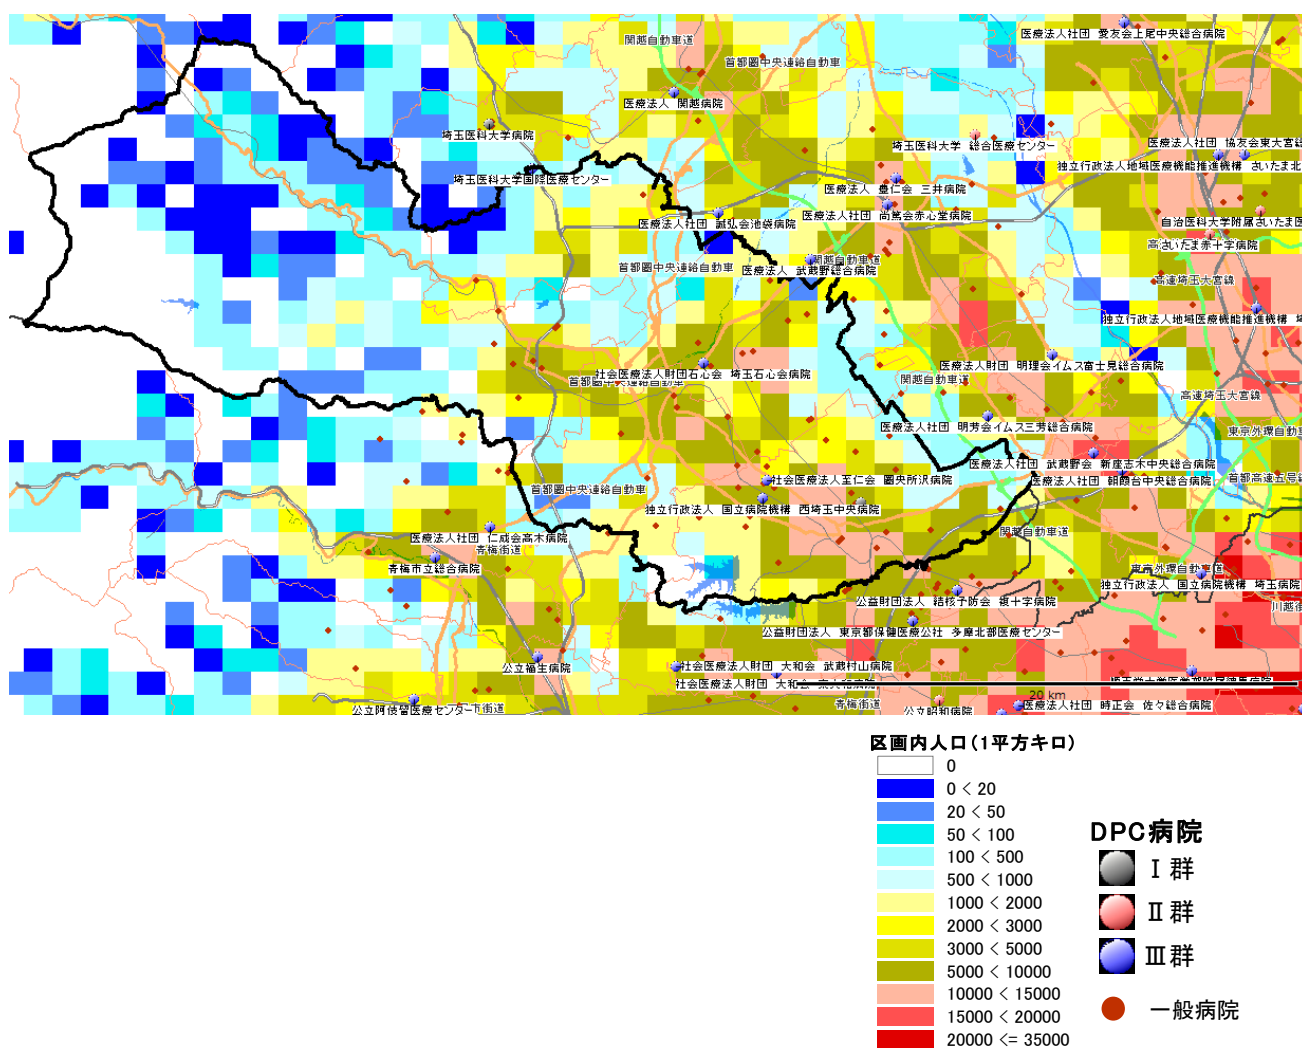 医療法人社団 愛友会上尾中央総合病院
関越自動車道
首都圏中央連絡自動車
医療法人 関越病院
埼玉医科大学病院
埼玉医科大学 総合医療センター
医療法人社団 協友会東大宮総
独立行政法人地域医療機能推進機構 さいたま北
埼玉医科大学国際医療センター
医療法人 豊仁会 三井病院
医療法人社団 尚篤会赤心堂病院
医療法人社団 誠弘会池袋病院
自治医科大学附属さいたま医
さいたま赤十字病院
関越自動車道
首都圏中央連絡自動車
医療法人 武蔵野総合病院
高速埼玉大宮線
独立行政法人地域医療機能推進機構 埼
医療法人財団 明理会イムス富士見総合病院
社会医療法人財団石心会 埼玉石心会病院
首都圏中央連絡自動車
関越自動車道
高速埼玉大宮線
医療法人社団 明芳会イムス三芳総合病院
東京外環自動車
医療法人社団 武蔵野会 新座志木中央総合病院
社会医療法人社団至仁会 圏央所沢病院
医療法人社団 朝霞台中央総合病院
首都高速五号線
首都圏中央連絡自動車
独立行政法人 国立病院機構 西埼玉中央病院
医療法人社団 仁成会高木病院
関越自動車道
青梅街道
青梅市立総合病院
東京外環自動車道
独立行政法人 国立病院機構 埼玉病院
公益財団法人 結核予防会 複十字病院
川越街
公益財団法人 東京都保健医療公社 多摩北部医療センター
公立福生病院
社会医療法人財団 大和会 武蔵村山病院
社会医療法人財団 大和会 東大和病院
20 km
公立阿伎留医療センター
市街道
青梅街道
公立昭和病院
医療法人社団 時正会 佐々総合病院
区画内人口(1平方キロ)
0
0 < 20
20 < 50
50 < 100
100 < 500
500 < 1000
1000 < 2000
2000 < 3000
3000 < 5000
5000 < 10000
10000 < 15000
15000 < 20000
20000 <= 35000
DPC病院
Ⅰ群
Ⅱ群
Ⅲ群
一般病院